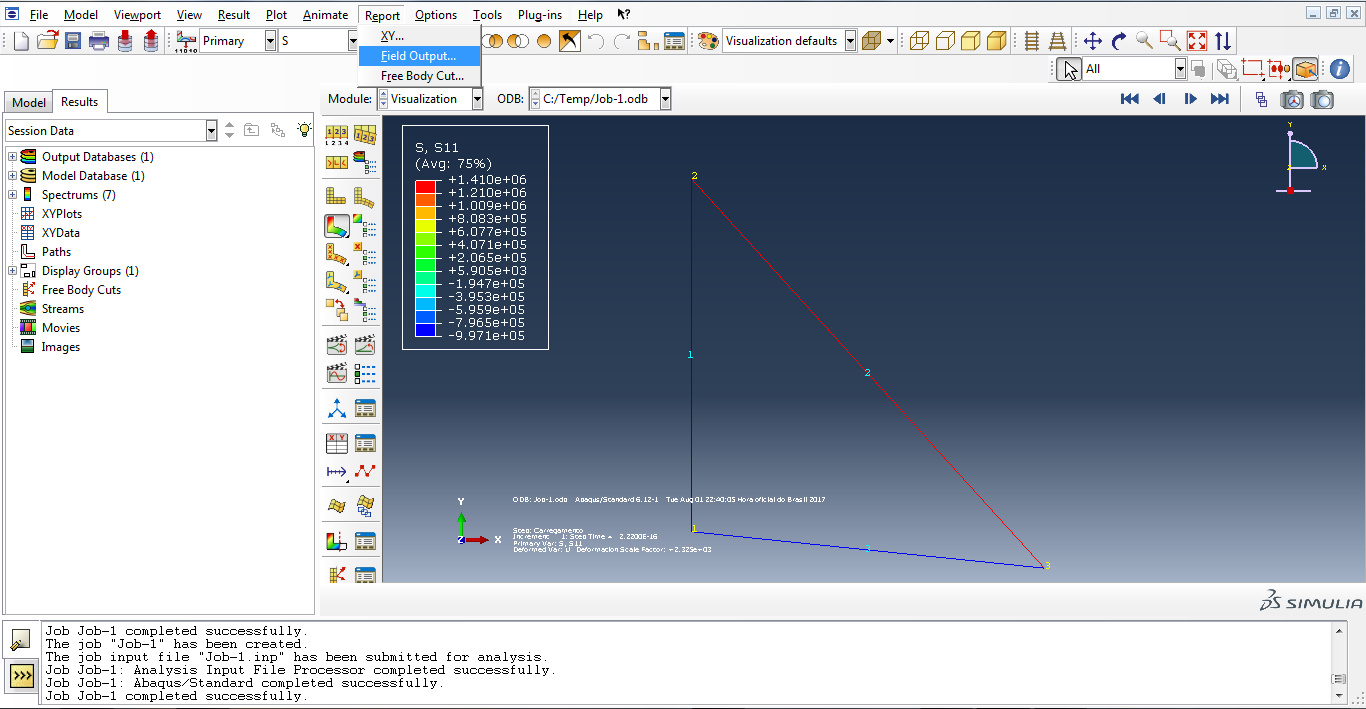 File Model Viewport View Result Plot Animate Report Options Tools Plug-ins Help
Primary S Visualization defaults
XY...
Field Output...
Free Body Cut...
All
Model Results Module: Visualization ODB: C:/Temp/Job-1.odb
Session Data
Output Databases (1)
Model Database (1)
Spectrums (7)
XYPlots
XYData
Paths
Display Groups (1)
Free Body Cuts
Streams
Movies
Images
S, S11
(Avg: 75%)
+1.410e+06
+1.210e+06
+1.009e+06
+8.083e+05
+6.077e+05
+4.071e+05
+2.065e+05
+5.905e+03
-1.947e+05
-3.953e+05
-5.959e+05
-7.965e+05
-9.971e+05
Y
X
2
1
2
1
3
Y
Z X
ODB: Job-1.odb Abaqus/Standard 6.12-1 Tue Aug 01 22:40:05 Hora oficial do Brasil 2017
Step: Carregamento
Increment 1: Step Time = 2.2200E-16
Primary Var: S, S11
Deformed Var: U Deformation Scale Factor: +2.325e+03
SIMULIA
Job Job-1 completed successfully.
The job "Job-1" has been created.
The job input file "Job-1.inp" has been submitted for analysis.
Job Job-1: Analysis Input File Processor completed successfully.
Job Job-1: Abaqus/Standard completed successfully.
Job Job-1 completed successfully.